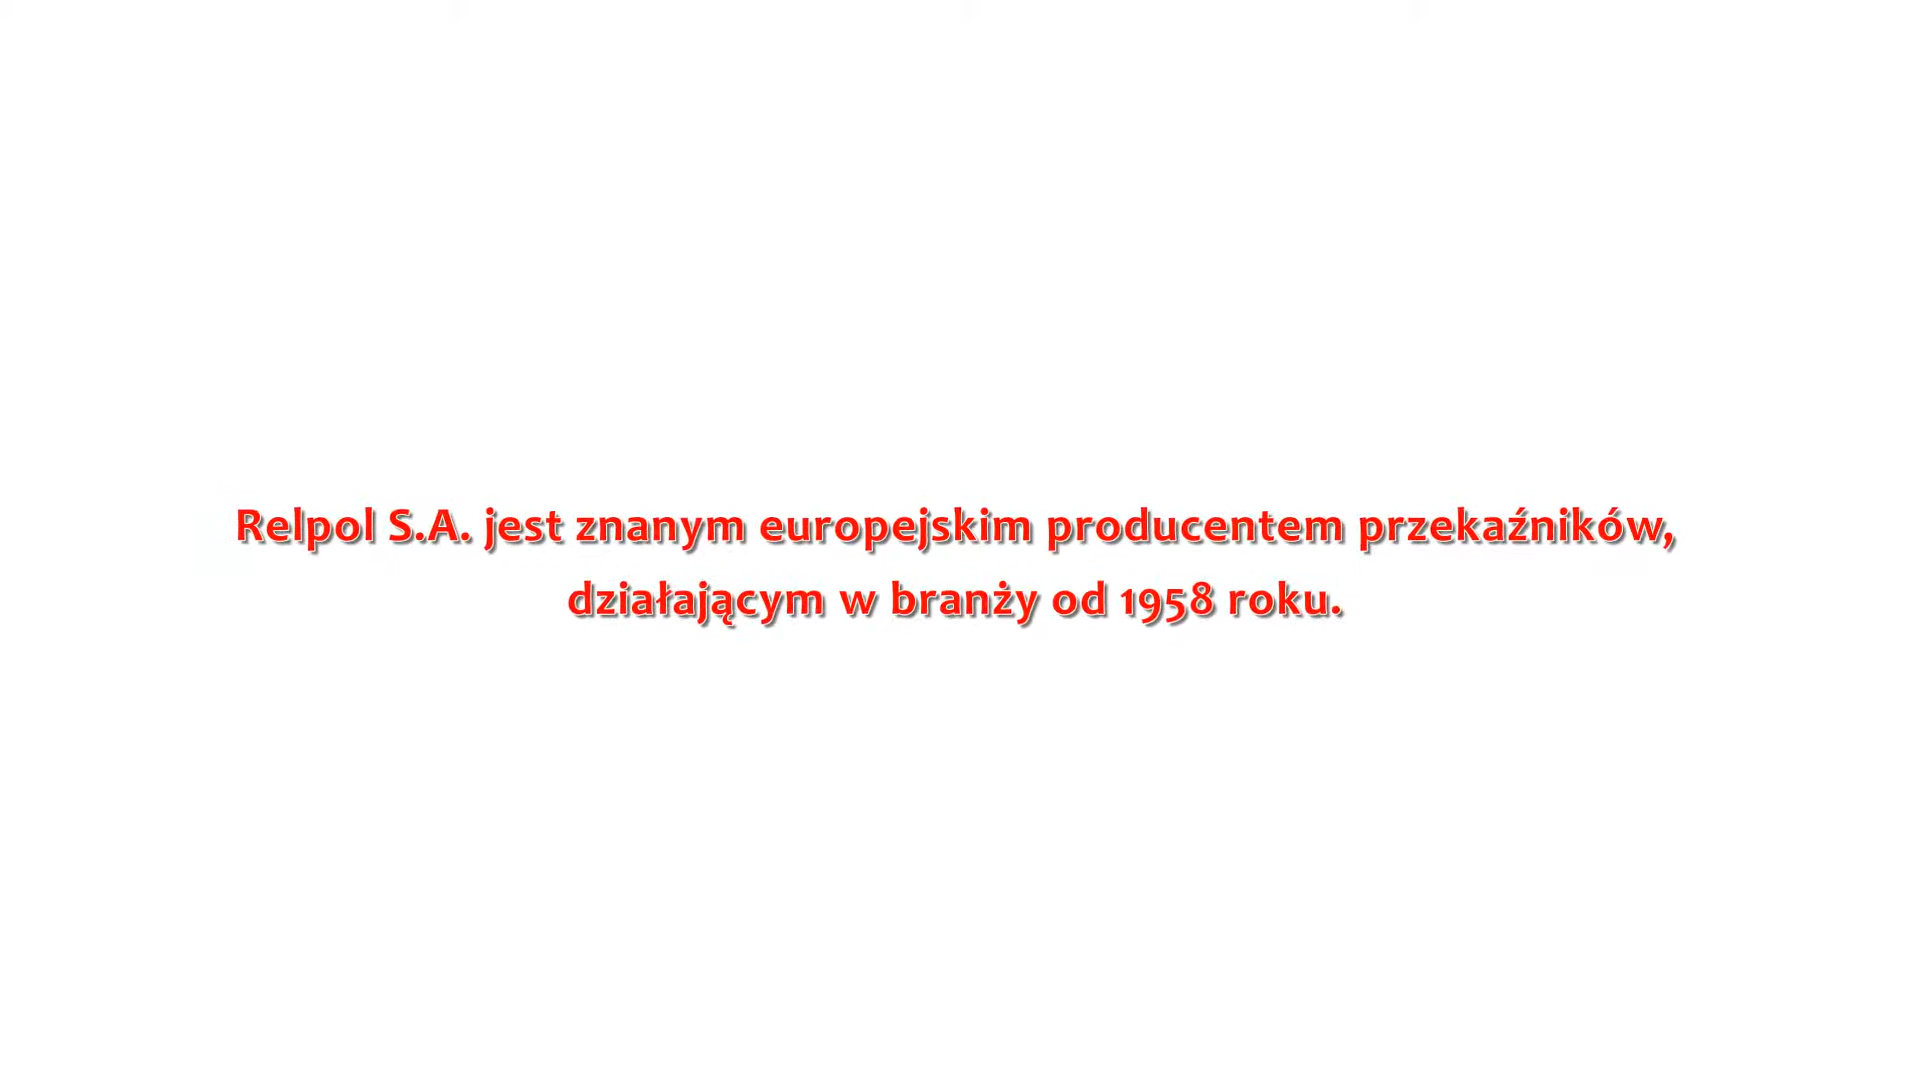 Relpol S.A. jest znanym europejskim producentem przekaźników,
działającym w branży od 1958 roku.